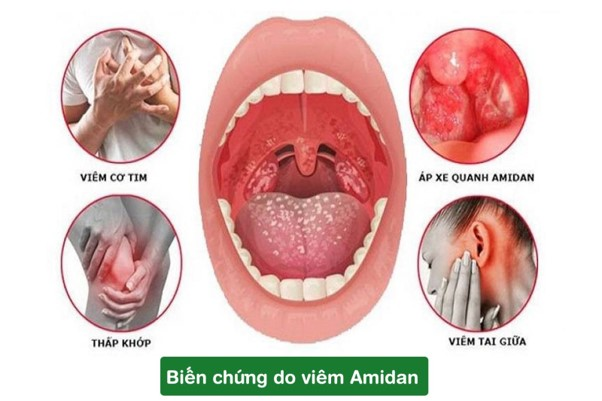 VIÊM CƠ TIM
ÁP XE QUANH AMIDAN
THẤP KHỚP
VIÊM TAI GIỮA
Biến chứng do viêm Amidan